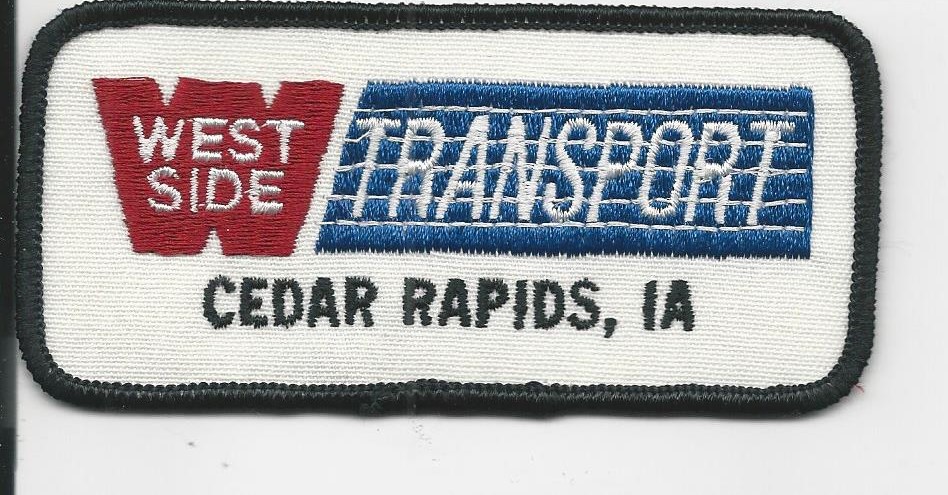 WEST
SIDE
TRANSPORT
CEDAR RAPIDS, IA